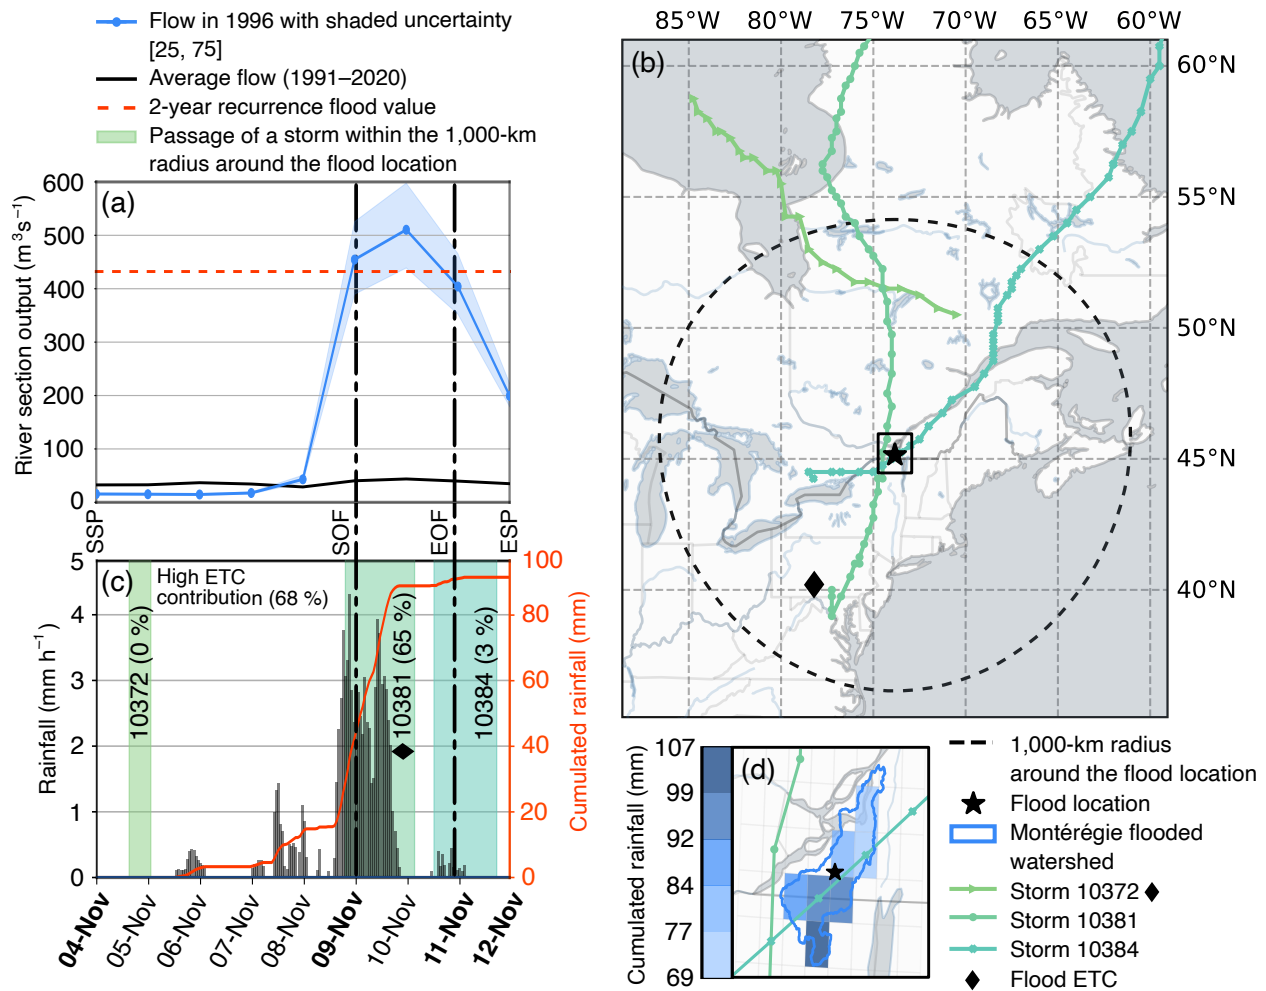 Flow in 1996 with shaded uncertainty
[25, 75]
Average flow (1991–2020)
2-year recurrence flood value
Passage of a storm within the 1,000-km
radius around the flood location
(a)
River section output (m³s⁻¹)
600
500
400
300
200
100
0
SSP
SOF
EOF
ESP
(c)
High ETC
contribution (68 %)
Rainfall (mm h⁻¹)
5
4
3
2
1
0
10372 (0 %)
10381 (65 %)
10384 (3 %)
100
80
60
40
20
0
Cumulated rainfall (mm)
04-Nov
05-Nov
06-Nov
07-Nov
08-Nov
09-Nov
10-Nov
11-Nov
12-Nov
85°W
80°W
75°W
70°W
65°W
60°W
(b)
60°N
55°N
50°N
45°N
40°N
(d)
Cumulated rainfall (mm)
107
99
92
84
77
69
1,000-km radius
around the flood location
Flood location
Montérégie flooded
watershed
Storm 10372
Storm 10381
Storm 10384
Flood ETC